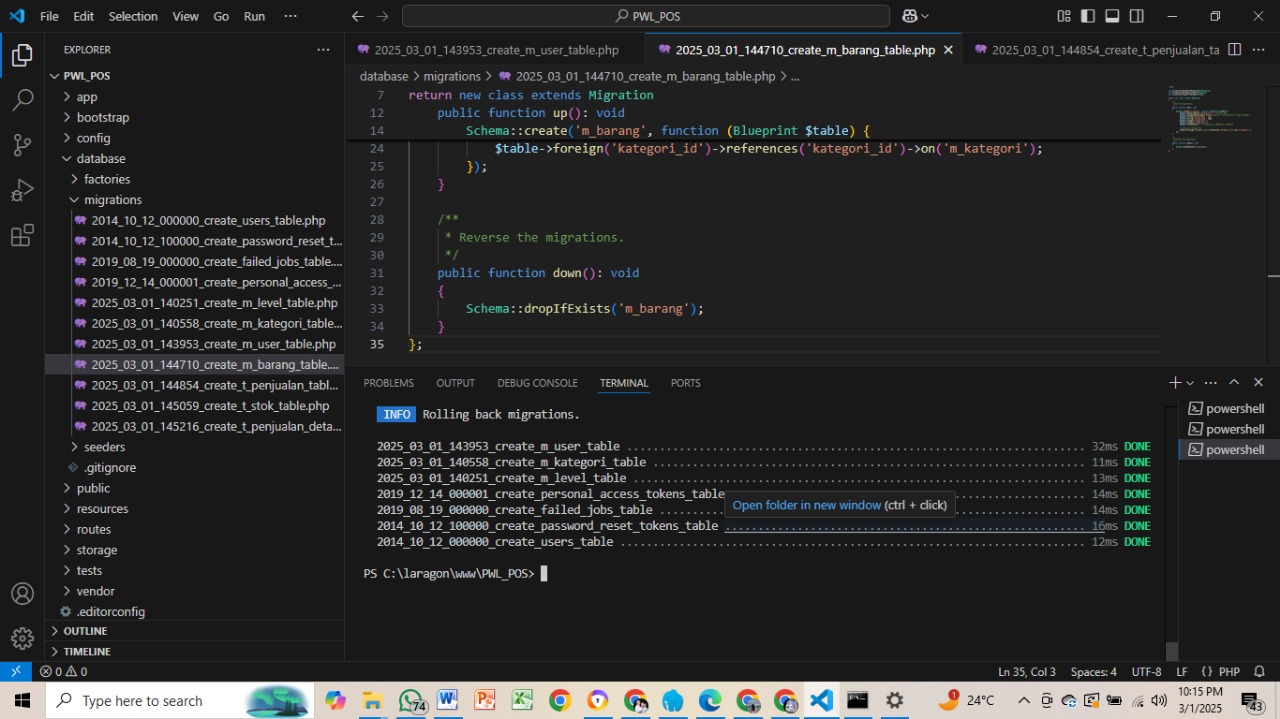 File Edit Selection View Go Run ··· PWL_POS
EXPLORER ···
PWL_POS
app
bootstrap
config
database
factories
migrations
2014_10_12_000000_create_users_table.php
2014_10_12_100000_create_password_reset_t...
2019_08_19_000000_create_failed_jobs_table....
2019_12_14_000001_create_personal_access_...
2025_03_01_140251_create_m_level_table.php
2025_03_01_140558_create_m_kategori_table...
2025_03_01_143953_create_m_user_table.php
2025_03_01_144710_create_m_barang_table....
2025_03_01_144854_create_t_penjualan_tabl...
2025_03_01_145059_create_t_stok_table.php
2025_03_01_145216_create_t_penjualan_deta...
seeders
.gitignore
public
resources
routes
storage
tests
vendor
.editorconfig
OUTLINE
TIMELINE
2025_03_01_143953_create_m_user_table.php 2025_03_01_144710_create_m_barang_table.php 2025_03_01_144854_create_t_penjualan_ta ···
database > migrations > 2025_03_01_144710_create_m_barang_table.php > ...
7 return new class extends Migration
12 public function up(): void
14 Schema::create('m_barang', function (Blueprint $table) {
24 $table->foreign('kategori_id')->references('kategori_id')->on('m_kategori');
25 });
26 }
27
28 /**
29 * Reverse the migrations.
30 */
31 public function down(): void
32 {
33 Schema::dropIfExists('m_barang');
34 }
35 };
PROBLEMS OUTPUT DEBUG CONSOLE TERMINAL PORTS
INFO Rolling back migrations.
2025_03_01_143953_create_m_user_table ........ 32ms DONE
2025_03_01_140558_create_m_kategori_table ........ 11ms DONE
2025_03_01_140251_create_m_level_table ........ 13ms DONE
2019_12_14_000001_create_personal_access_tokens_table ........ 14ms DONE
Open folder in new window (ctrl + click)
2019_08_19_000000_create_failed_jobs_table ........ 14ms DONE
2014_10_12_100000_create_password_reset_tokens_table ........ 16ms DONE
2014_10_12_000000_create_users_table ........ 12ms DONE
PS C:\laragon\www\PWL_POS>
powershell
powershell
powershell
0 0 Ln 35, Col 3 Spaces: 4 UTF-8 LF {} PHP
Type here to search 74 1 24°C 10:15 PM
3/1/2025 43